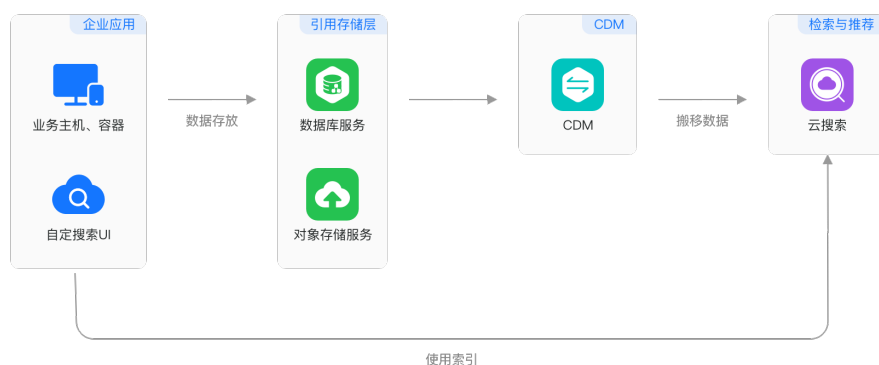 企业应用
引用存储层
CDM
检索与推荐
业务主机、容器
数据存放
数据库服务
CDM
搬移数据
云搜索
自定搜索UI
对象存储服务
使用索引